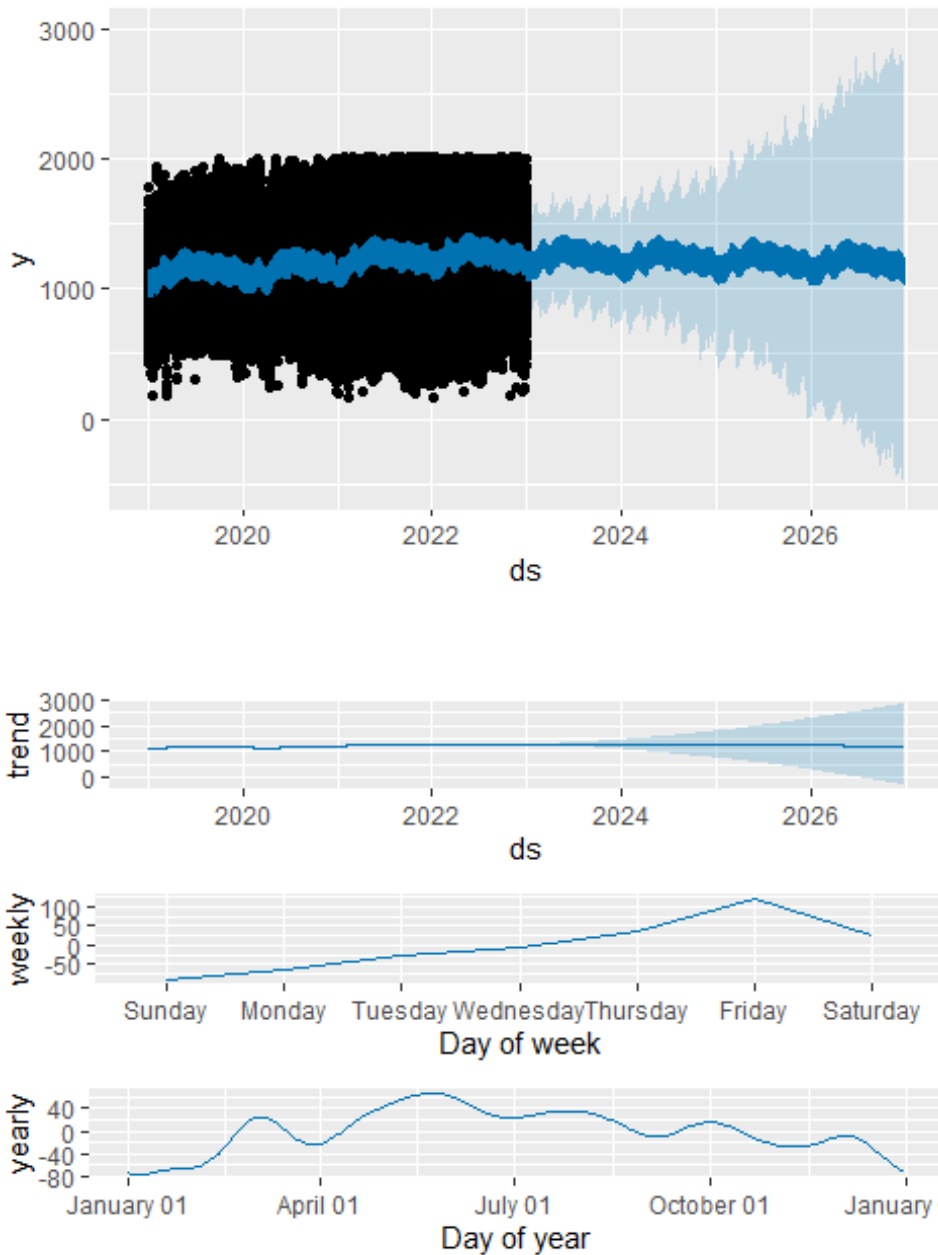 3000
2000
y
1000
0
2020 2022 2024 2026
ds
3000
2000
trend
1000
0
2020 2022 2024 2026
ds
100
50
weekly
0
-50
Sunday Monday Tuesday Wednesday Thursday Friday Saturday
Day of week
40
yearly
0
-40
-80
January 01 April 01 July 01 October 01 January
Day of year